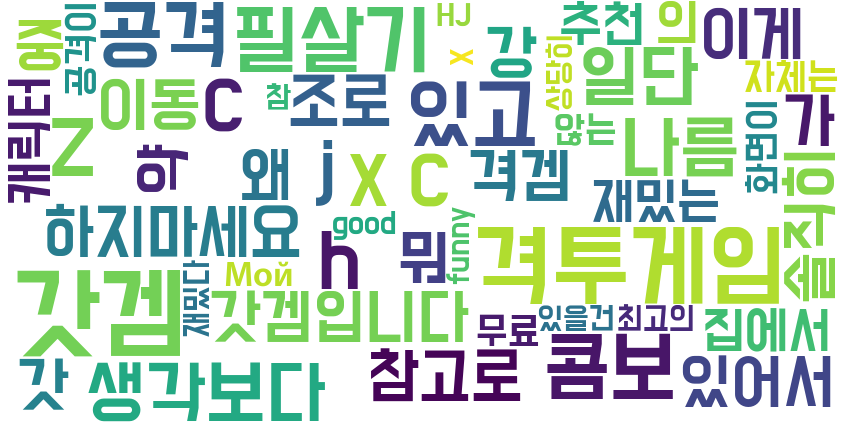 중
공격이
공격
필살기
HJ
x
강
추천
의
이게
상당히
일단
자체는
캐릭터
Z
이동
C
참
조로
있고
않는
나름
화면이
가
약
왜
j
X
C
격겜
재밌는
솔직히
하지마세요
good
funny
h
뭐
격투게임
갓겜
재밌다
Мой
갓겜입니다
무료
있을건
최고의
집에서
갓
생각보다
참고로
콤보
있어서